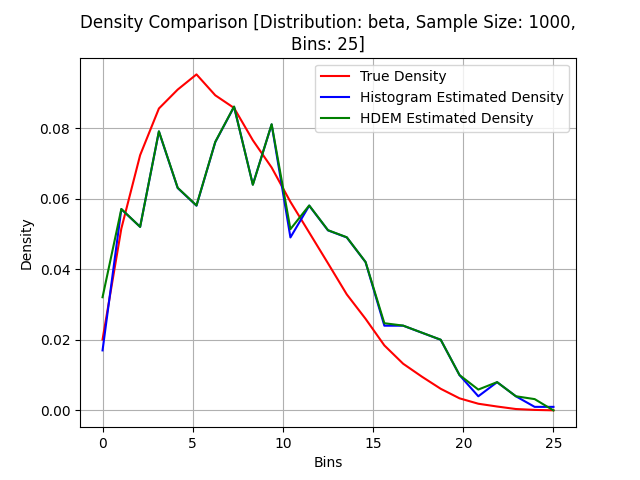 Density Comparison [Distribution: beta, Sample Size: 1000,
Bins: 25]
True Density
Histogram Estimated Density
HDEM Estimated Density
Density
0.08
0.06
0.04
0.02
0.00
0 5 10 15 20 25
Bins